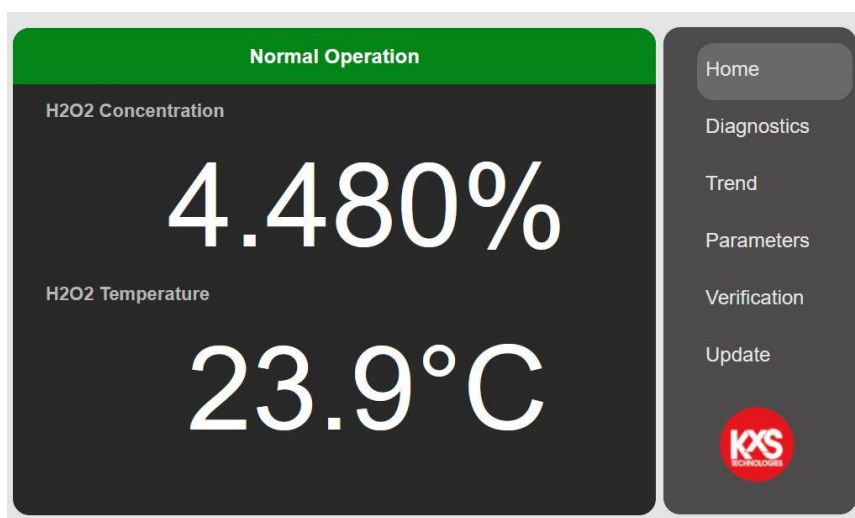 Normal Operation
H2O2 Concentration
4.480%
H2O2 Temperature
23.9°C
Home
Diagnostics
Trend
Parameters
Verification
Update
KXS
TECHNOLOGIES